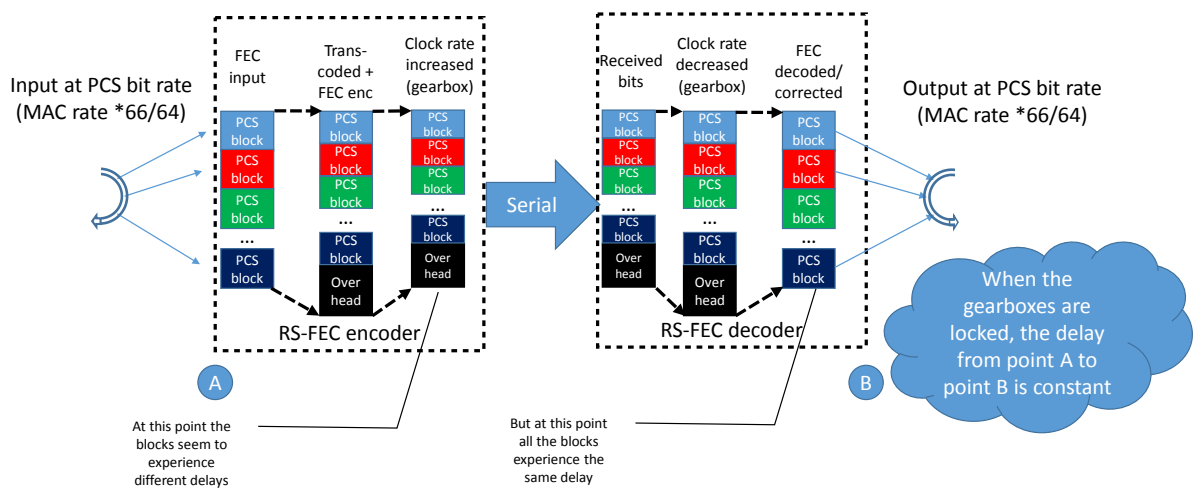 Input at PCS bit rate
(MAC rate *66/64)
FEC
input
Trans-
coded +
FEC enc
Clock rate
increased
(gearbox)
PCS
block
PCS
block
PCS
block
...
PCS
block
PCS
block
PCS
block
PCS
block
...
PCS
block
Over
head
PCS
block
PCS
block
PCS
block
...
PCS
block
Over
head
RS-FEC encoder
A
At this point the
blocks seem to
experience
different delays
Serial
Received
bits
Clock rate
decreased
(gearbox)
FEC
decoded/
corrected
PCS
block
PCS
block
PCS
block
...
PCS
block
Over
head
PCS
block
PCS
block
PCS
block
...
PCS
block
Over
head
PCS
block
PCS
block
PCS
block
...
PCS
block
RS-FEC decoder
B
But at this point
all the blocks
experience the
same delay
Output at PCS bit rate
(MAC rate *66/64)
When the
gearboxes are
locked, the delay
from point A to
point B is constant